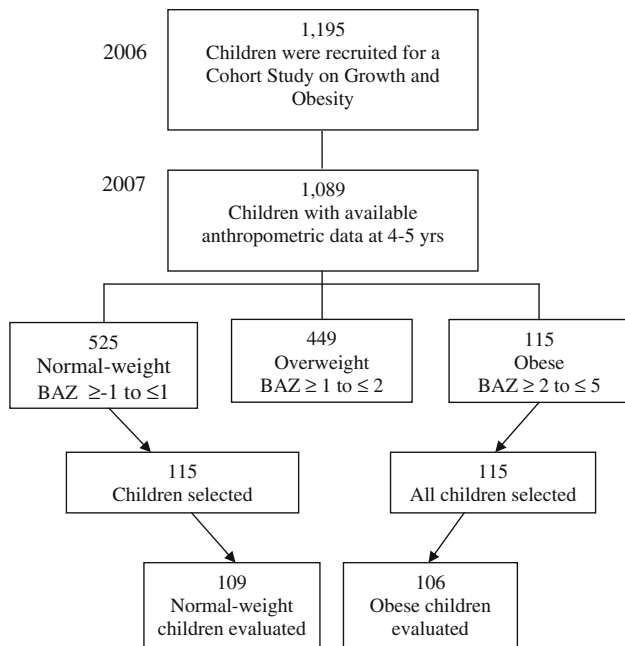 2006
1,195
Children were recruited for a
Cohort Study on Growth and
Obesity
2007
1,089
Children with available
anthropometric data at 4-5 yrs
525
Normal-weight
BAZ ≥-1 to ≤1
449
Overweight
BAZ ≥ 1 to ≤ 2
115
Obese
BAZ ≥ 2 to ≤ 5
115
Children selected
115
All children selected
109
Normal-weight
children evaluated
106
Obese children
evaluated